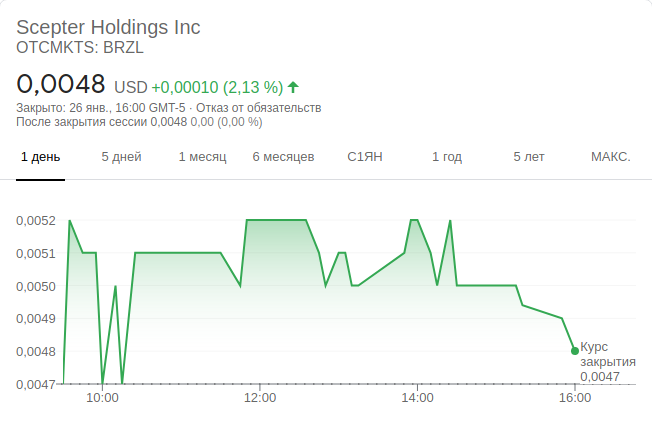 Scepter Holdings Inc
OTCMKTS: BRZL
0,0048 USD +0,00010 (2,13 %)
Закрыто: 26 янв., 16:00 GMT-5 · Отказ от обязательств
После закрытия сессии 0,0048 0,00 (0,00 %)
1 день 5 дней 1 месяц 6 месяцев С1ЯН 1 год 5 лет МАКС.
0,0052
0,0051
0,0050
0,0049
0,0048
0,0047
Курс
закрытия
0,0047
10:00 12:00 14:00 16:00